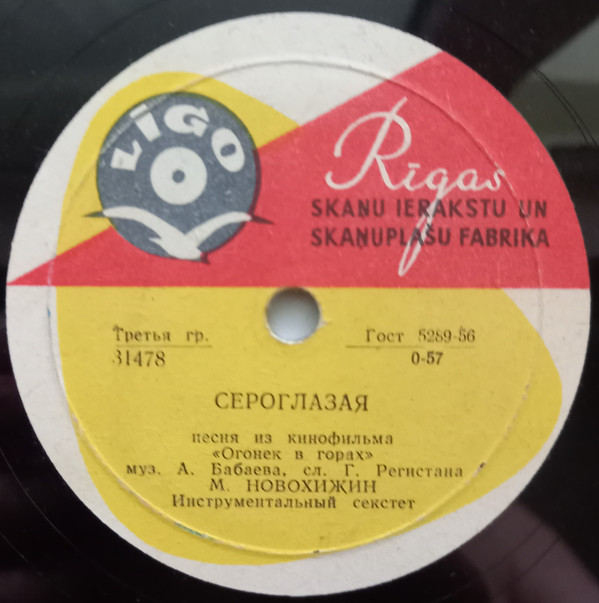 LĪGO
Rīgas
SKAŅU IERAKSTU UN
SKAŅUPLAŠU FABRIKA
Третья гр.
31478
Гост 5289-56
0-57
СЕРОГЛАЗАЯ
песня из кинофильма
«Огонек в горах»
муз. А. Бабаева, сл. Г. Регистана
М. НОВОХИЖИН
Инструментальный секстет